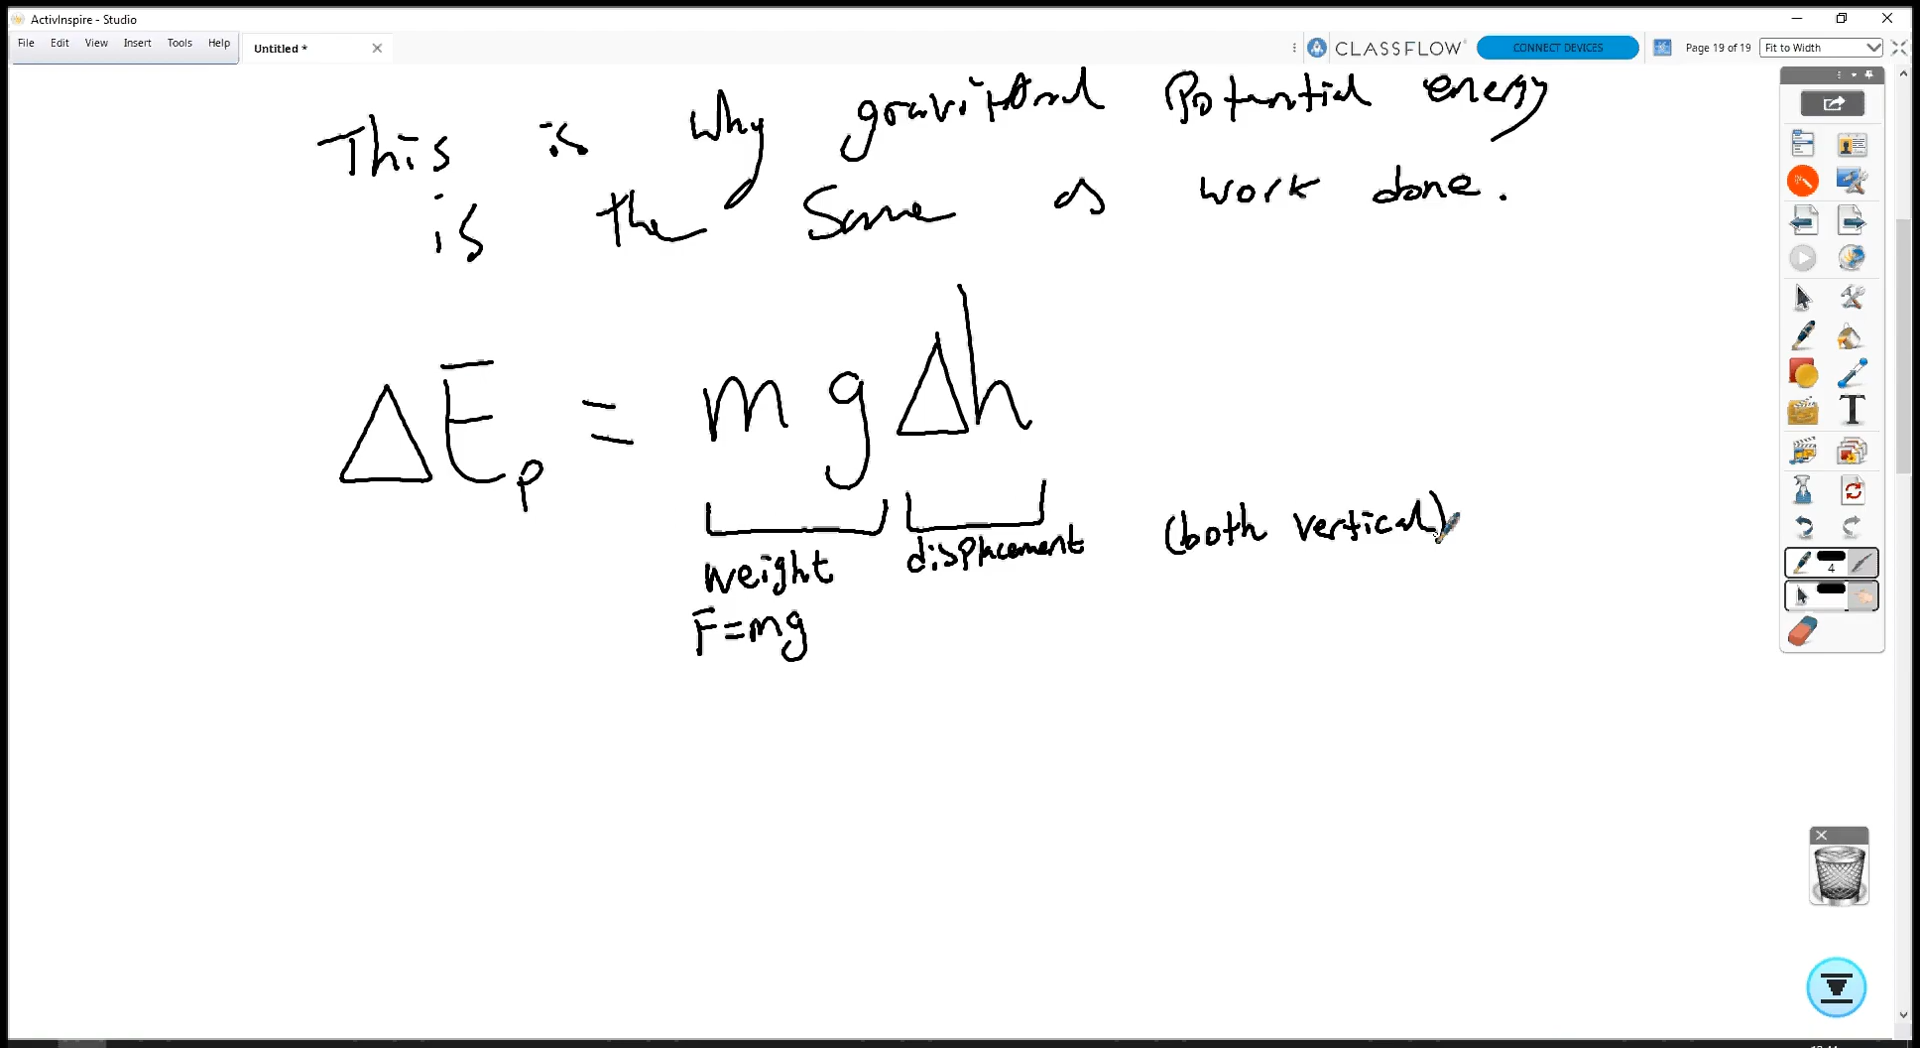 ActivInspire - Studio
File Edit View Insert Tools Help
Untitled *
CLASSFLOW
CONNECT DEVICES
Page 19 of 19
Fit to Width
This is why gravitational potential energy
is the same as work done.
ΔEp = mgΔh
weight displacement (both vertical)
F=mg
T
4